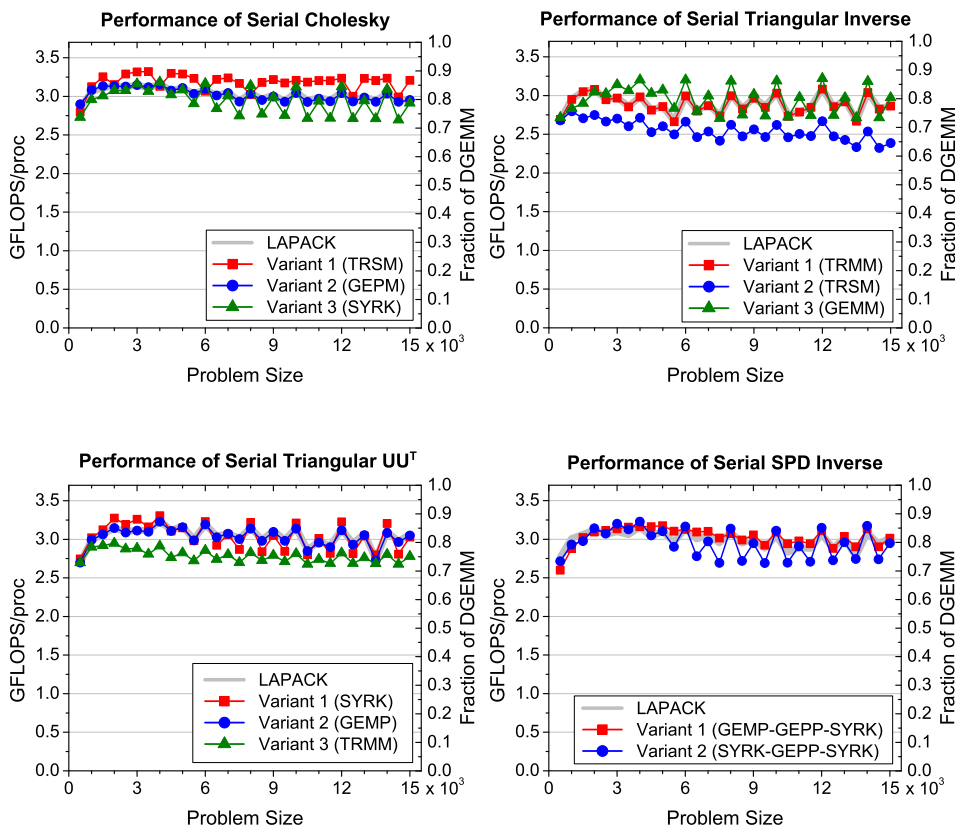 Performance of Serial Cholesky
3.5
3.0
2.5
2.0
1.5
1.0
0.5
0.0
GFLOPS/proc
1.0
0.9
0.8
0.7
0.6
0.5
0.4
0.3
0.2
0.1
0.0
Fraction of DGEMM
LAPACK
Variant 1 (TRSM)
Variant 2 (GEPM)
Variant 3 (SYRK)
0 3 6 9 12 15 x 10³
Problem Size
Performance of Serial Triangular Inverse
3.5
3.0
2.5
2.0
1.5
1.0
0.5
0.0
GFLOPS/proc
1.0
0.9
0.8
0.7
0.6
0.5
0.4
0.3
0.2
0.1
0.0
Fraction of DGEMM
LAPACK
Variant 1 (TRMM)
Variant 2 (TRSM)
Variant 3 (GEMM)
0 3 6 9 12 15 x 10³
Problem Size
Performance of Serial Triangular UUᵀ
3.5
3.0
2.5
2.0
1.5
1.0
0.5
0.0
GFLOPS/proc
1.0
0.9
0.8
0.7
0.6
0.5
0.4
0.3
0.2
0.1
0.0
Fraction of DGEMM
LAPACK
Variant 1 (SYRK)
Variant 2 (GEMP)
Variant 3 (TRMM)
0 3 6 9 12 15 x 10³
Problem Size
Performance of Serial SPD Inverse
3.5
3.0
2.5
2.0
1.5
1.0
0.5
0.0
GFLOPS/proc
1.0
0.9
0.8
0.7
0.6
0.5
0.4
0.3
0.2
0.1
0.0
Fraction of DGEMM
LAPACK
Variant 1 (GEMP-GEPP-SYRK)
Variant 2 (SYRK-GEPP-SYRK)
0 3 6 9 12 15 x 10³
Problem Size